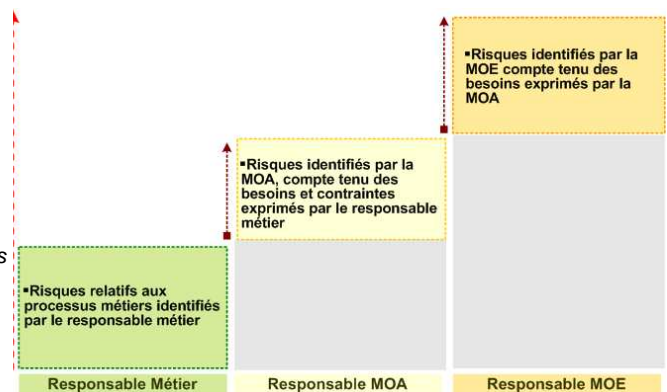 ▪Risques identifiés par la
MOE compte tenu des
besoins exprimés par la
MOA
▪Risques identifiés par la
MOA, compte tenu des
besoins et contraintes
exprimés par le responsable
métier
s
▪Risques relatifs aux
processus métiers identifiés
par le responsable métier
Responsable Métier
Responsable MOA
Responsable MOE